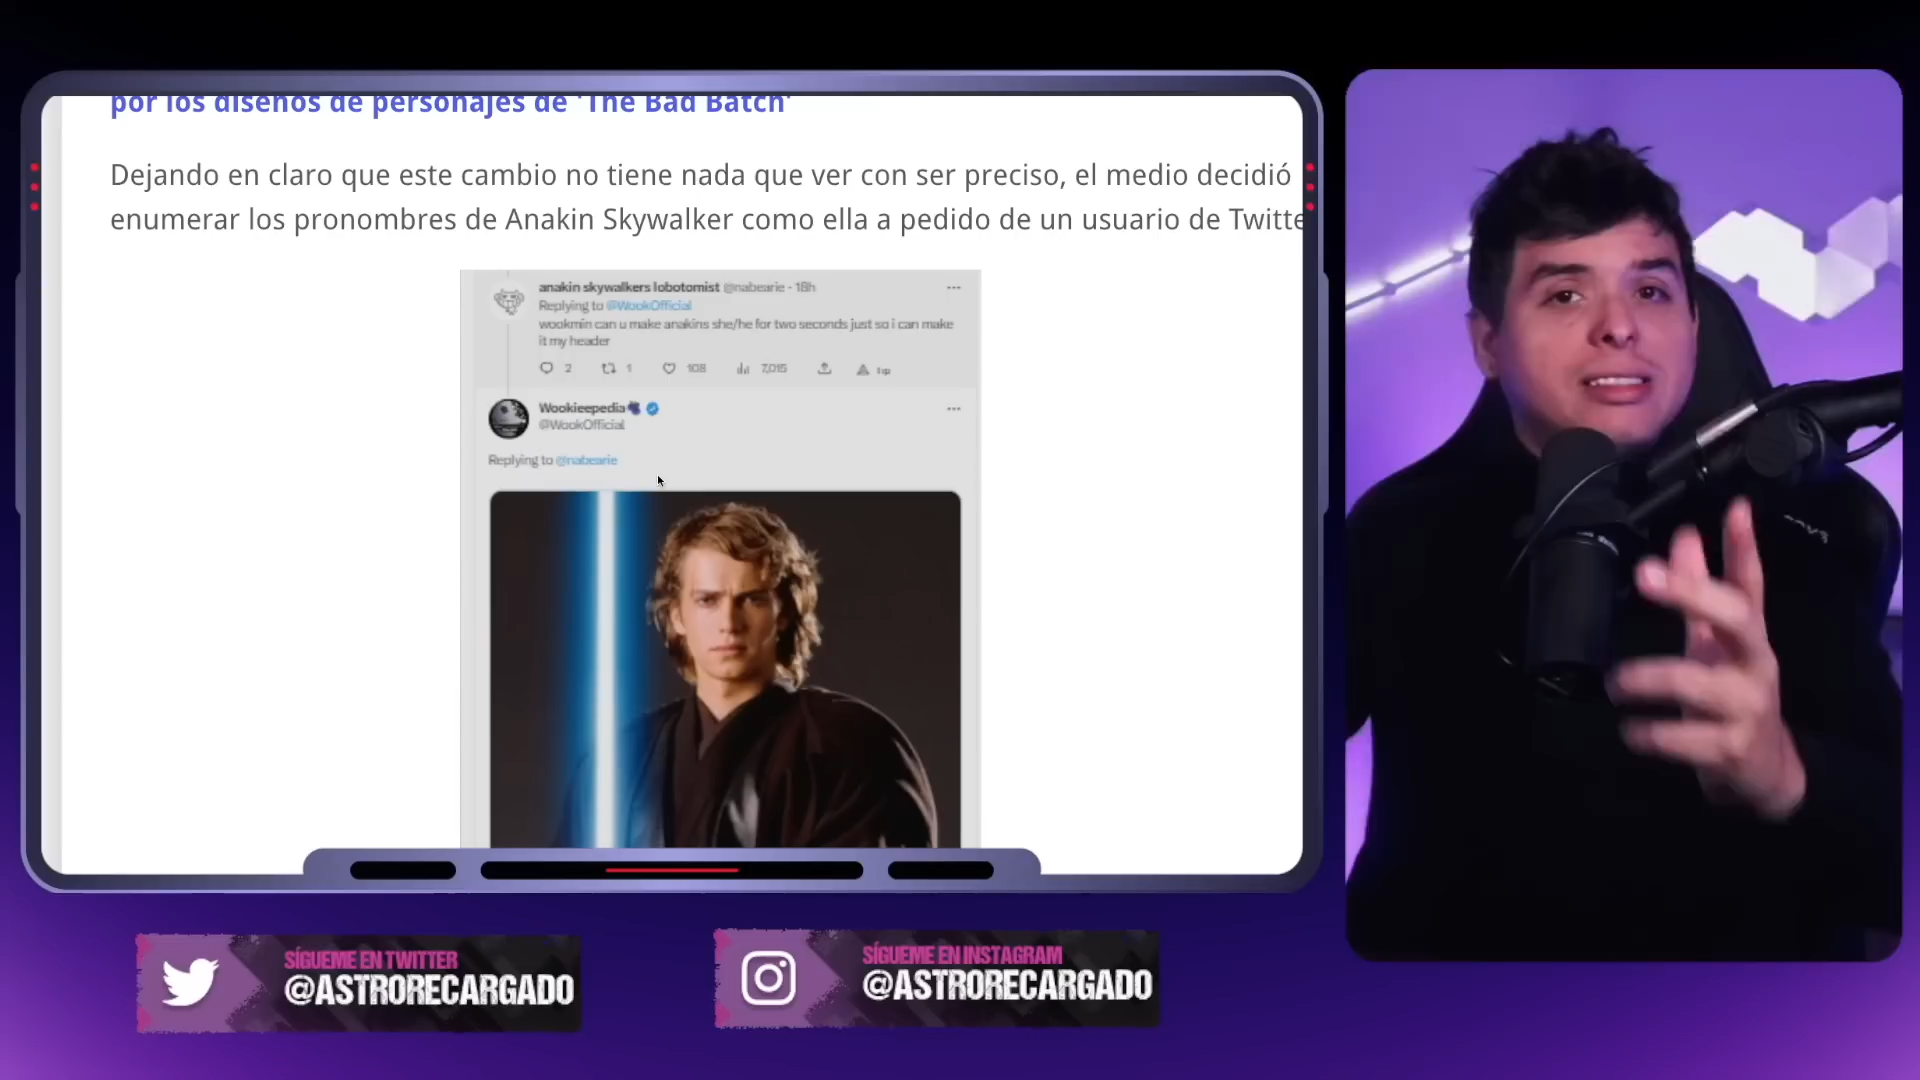 por los diseños de personajes de 'The Bad Batch'
Dejando en claro que este cambio no tiene nada que ver con ser preciso, el medio decidió
enumerar los pronombres de Anakin Skywalker como ella a pedido de un usuario de Twitte
anakin skywalkers lobotomist @nabearie · 18h
Replying to @WookOfficial
wookmin can u make anakins she/he for two seconds just so i can make
it my header
2 1 108 7,015 tip
Wookieepedia
@WookOfficial
Replying to @nabearie
SÍGUEME EN TWITTER
@ASTRORECARGADO
SÍGUEME EN INSTAGRAM
@ASTRORECARGADO